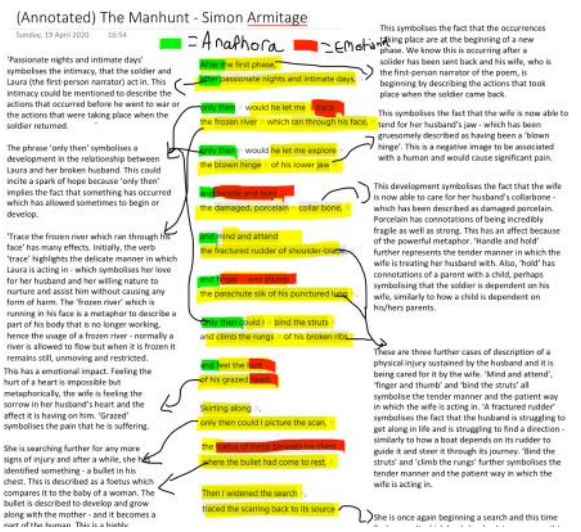 (Annotated) The Manhunt - Simon Armitage
Sunday, 19 April 2020 16:54
= Anaphora
= Emotive
'Passionate nights and intimate days'
symbolises the intimacy, that the soldier and
Laura (the first-person narrator) act in. This
intimacy could be mentioned to describe the
actions that occurred before he went to war or
the actions that were taking place when the
soldier returned.
The phrase 'only then' symbolises a
development in the relationship between
Laura and her broken husband. This could
incite a spark of hope because 'only then'
implies the fact that something has occurred
which has allowed sometimes to begin or
develop.
'Trace the frozen river which ran through his
face' has many effects. Initially, the verb
'trace' highlights the delicate manner in which
Laura is acting in - which symbolises her love
for her husband and her willing nature to
nurture and assist him without causing any
form of harm. The 'frozen river' which is
running in his face is a metaphor to describe a
part of his body that is no longer working,
hence the usage of a frozen river - normally a
river is allowed to flow but when it is frozen it
remains still, unmoving and restricted.
This has a emotional impact. Feeling the
hurt of a heart is impossible but
metaphorically, the wife is feeling the
sorrow in her husband's heart and the
affect it is having on him. 'Grazed'
symbolises the pain that he is suffering.
She is searching further for any more
signs of injury and after a while, she has
identified something - a bullet in his
chest. This is described as a foetus which
compares it to the baby of a woman. The
bullet is described to develop and grow
along with the mother - and it becomes a
part of the human. This is a highly
After the first phase,
after passionate nights and intimate days,
only then would he let me trace
the frozen river which ran through his face,
only then would he let me explore
the blown hinge of his lower jaw
and handle and hold
the damaged, porcelain collar bone,
and mind and attend
the fractured rudder of shoulder-blade,
and finger and thumb
the parachute silk of his punctured lung
Only then could I bind the struts
and climb the rungs of his broken ribs,
and feel the hurt
of his grazed heart.
Skirting along
only then could I picture the scan,
the foetus of metal beneath his chest
where the bullet had come to rest.
Then I widened the search
traced the scarring back to its source
This symbolises the fact that the occurrences
taking place are at the beginning of a new
phase. We know this is occurring after a
solider has been sent back and his wife, who is
the first-person narrator of the poem, is
beginning by describing the actions that took
place when the soldier came back.
This symbolises the fact that the wife is now able to
tend for her husband's jaw - which has been
gruesomely described as having been a 'blown
hinge'. This is a negative image to be associated
with a human and would cause significant pain.
This development symbolises the fact that the wife
is now able to care for her husband's collarbone -
which has been described as damaged porcelain.
Porcelain has connotations of being incredibly
fragile as well as strong. This has an affect because
of the powerful metaphor. 'Handle and hold'
further represents the tender manner in which the
wife is treating her husband with. Also, 'hold' has
connotations of a parent with a child, perhaps
symbolising that the soldier is dependent on his
wife, similarly to how a child is dependent on
his/hers parents.
These are three further cases of description of a
physical injury sustained by the husband and it is
being cared for it by the wife. 'Mind and attend',
'finger and thumb' and 'bind the struts' all
symbolise the tender manner and the patient way
in which the wife is acting in. 'A fractured rudder'
symbolises the fact that the husband is struggling to
get along in life and is struggling to find a direction -
similarly to how a boat depends on its rudder to
guide it and steer it through its journey. 'Bind the
struts' and 'climb the rungs' further symbolises the
tender manner and the patient way in which the
wife is acting in.
She is once again beginning a search and this time